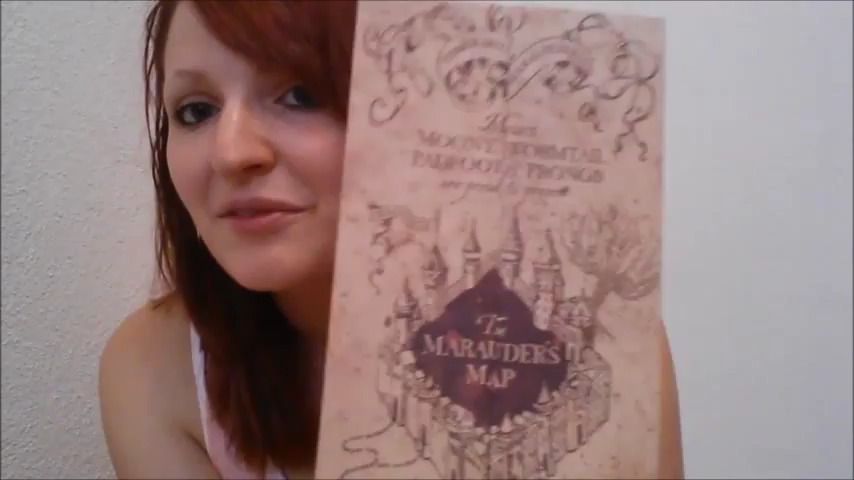 Messrs
MOONY WORMTAIL
PADFOOT & PRONGS
are proud to present
The
MARAUDER'S
MAP